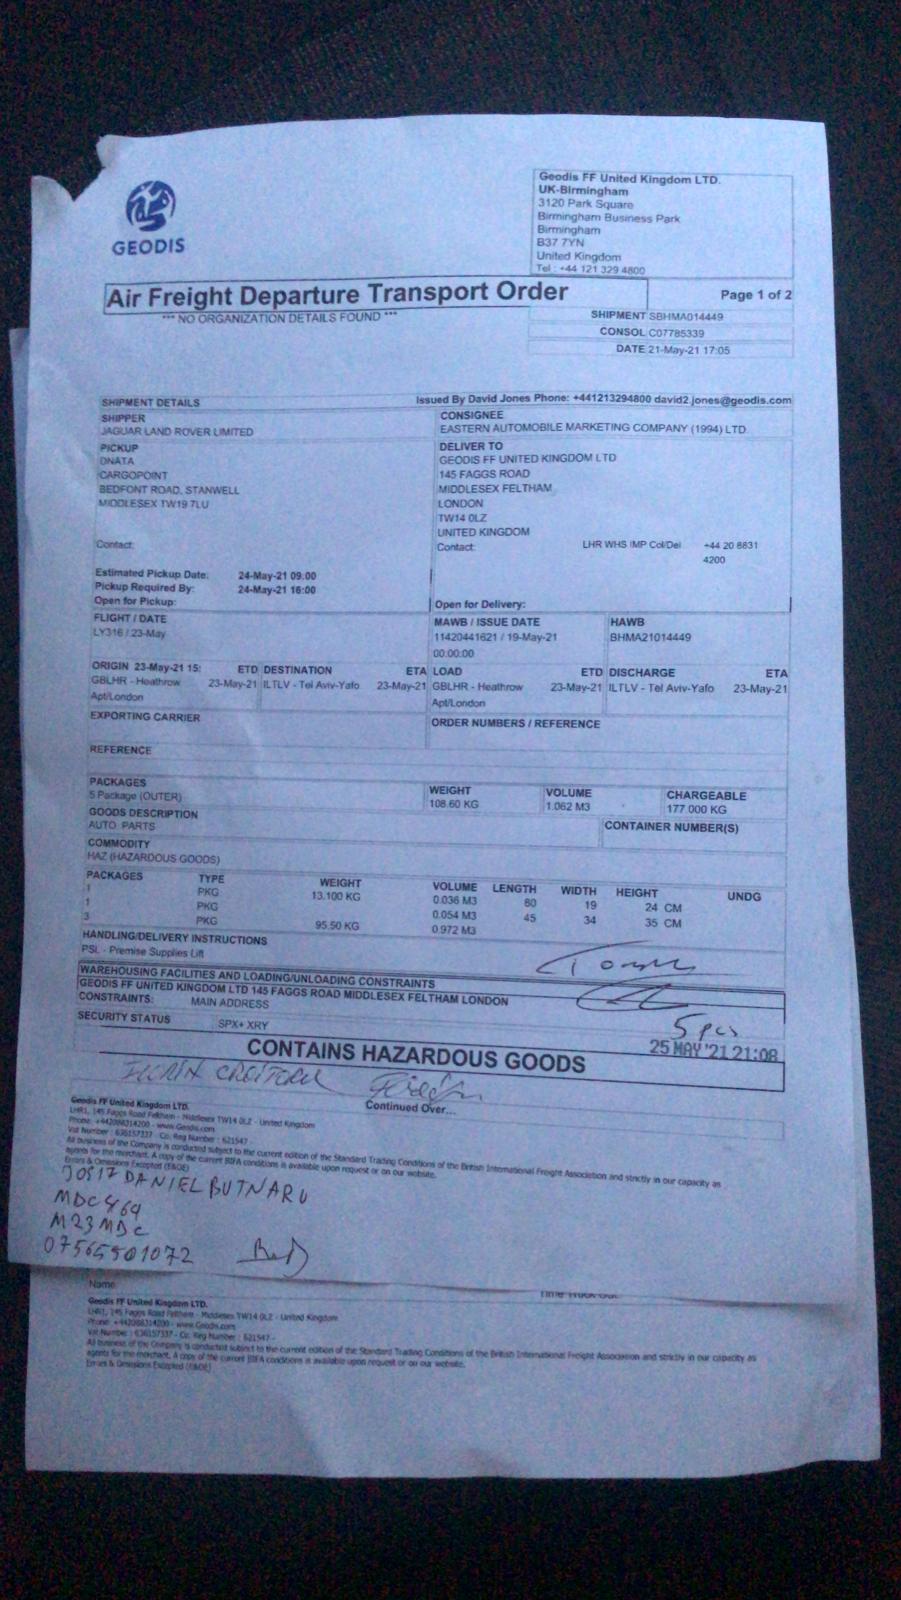 GEODIS
Geodis FF United Kingdom LTD.
UK-Birmingham
3120 Park Square
Birmingham Business Park
Birmingham
B37 7YN
United Kingdom
Tel : +44 121 329 4800
Air Freight Departure Transport Order
Page 1 of 2
*** NO ORGANIZATION DETAILS FOUND ***
SHIPMENT SBHMA014449
CONSOL C07785339
DATE 21-May-21 17:05
SHIPMENT DETAILS Issued By David Jones Phone: +441213294800 david2.jones@geodis.com
SHIPPER
JAGUAR LAND ROVER LIMITED
CONSIGNEE
EASTERN AUTOMOBILE MARKETING COMPANY (1994) LTD
PICKUP
DNATA
CARGOPOINT
BEDFONT ROAD, STANWELL
MIDDLESEX TW19 7LU
Contact:
DELIVER TO
GEODIS FF UNITED KINGDOM LTD
145 FAGGS ROAD
MIDDLESEX FELTHAM
LONDON
TW14 0LZ
UNITED KINGDOM
Contact: LHR WHS IMP Col/Del +44 20 8831
4200
Estimated Pickup Date: 24-May-21 09:00
Pickup Required By: 24-May-21 16:00
Open for Pickup:
Open for Delivery:
FLIGHT / DATE
LY316 / 23-May
MAWB / ISSUE DATE
11420441621 / 19-May-21
00:00:00
HAWB
BHMA21014449
ORIGIN 23-May-21 15: ETD DESTINATION ETA LOAD ETD DISCHARGE ETA
GBLHR - Heathrow 23-May-21 ILTLV - Tel Aviv-Yafo 23-May-21 GBLHR - Heathrow 23-May-21 ILTLV - Tel Aviv-Yafo 23-May-21
Apt/London Apt/London
EXPORTING CARRIER
ORDER NUMBERS / REFERENCE
REFERENCE
PACKAGES WEIGHT VOLUME CHARGEABLE
5 Package (OUTER) 108.60 KG 1.062 M3 177.000 KG
GOODS DESCRIPTION CONTAINER NUMBER(S)
AUTO PARTS
COMMODITY
HAZ (HAZARDOUS GOODS)
PACKAGES TYPE WEIGHT VOLUME LENGTH WIDTH HEIGHT UNDG
1 PKG 13.100 KG 0.036 M3 80 19 24 CM
1 PKG 0.054 M3 45 34 35 CM
3 PKG 95.50 KG 0.972 M3
HANDLING/DELIVERY INSTRUCTIONS
PSL - Premise Supplies Lift
WAREHOUSING FACILITIES AND LOADING/UNLOADING CONSTRAINTS
GEODIS FF UNITED KINGDOM LTD 145 FAGGS ROAD MIDDLESEX FELTHAM LONDON
CONSTRAINTS: MAIN ADDRESS
5 pcs
SECURITY STATUS SPX+ XRY
25 MAY '21 21:08
CONTAINS HAZARDOUS GOODS
Continued Over...
Geodis FF United Kingdom LTD.
LHR1, 145 Faggs Road Feltham - Middlesex TW14 0LZ - United Kingdom
Phone: +442088314200 - www.Geodis.com
Vat Number : 636157337 - Co. Reg Number : 621547 -
All business of the Company is conducted subject to the current edition of the Standard Trading Conditions of the British International Freight Association and strictly in our capacity as
agents for the merchant. A copy of the current BIFA conditions is available upon request or on our website.
Errors & Omissions Excepted (E&OE)
DANIEL BUTNARU
M23 MDC
07565901072
Name
Geodis FF United Kingdom LTD.
LHR1, 145 Faggs Road Feltham - Middlesex TW14 0LZ - United Kingdom
Phone: +442088314200 - www.Geodis.com
Vat Number : 636157337 - Co. Reg Number : 621547 -
All business of the Company is conducted subject to the current edition of the Standard Trading Conditions of the British International Freight Association and strictly in our capacity as
agents for the merchant. A copy of the current BIFA conditions is available upon request or on our website.
Errors & Omissions Excepted (E&OE)